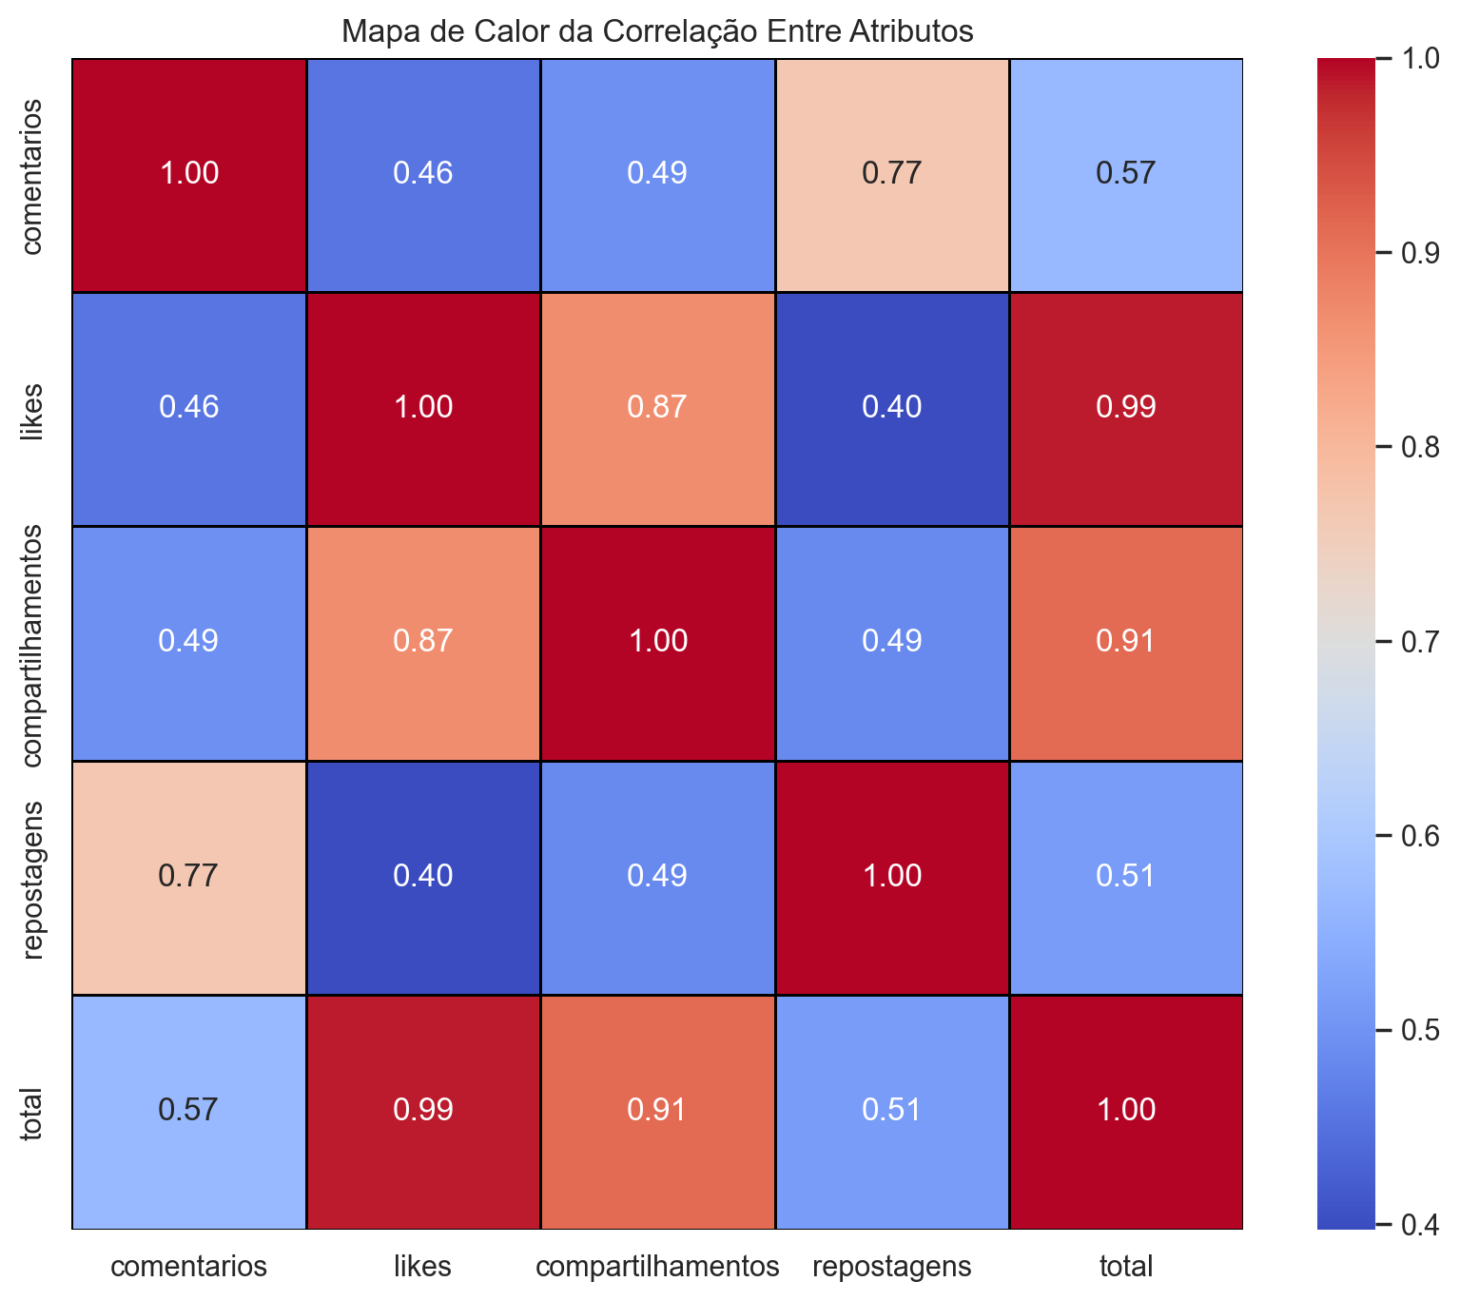 Mapa de Calor da Correlação Entre Atributos
comentarios
1.00 0.46 0.49 0.77 0.57
likes
0.46 1.00 0.87 0.40 0.99
compartilhamentos
0.49 0.87 1.00 0.49 0.91
repostagens
0.77 0.40 0.49 1.00 0.51
total
0.57 0.99 0.91 0.51 1.00
comentarios likes compartilhamentos repostagens total
1.0
0.9
0.8
0.7
0.6
0.5
0.4